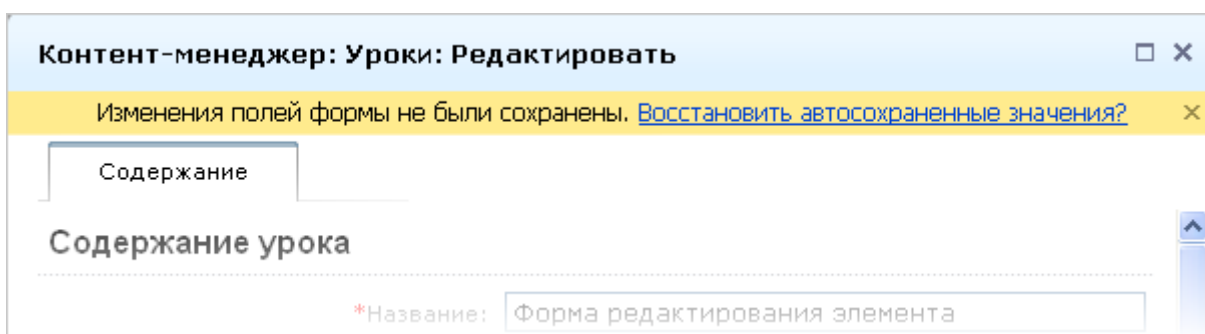 Контент-менеджер: Уроки: Редактировать
Изменения полей формы не были сохранены. Восстановить автосохраненные значения?
Содержание
Содержание урока
*Название: Форма редактирования элемента